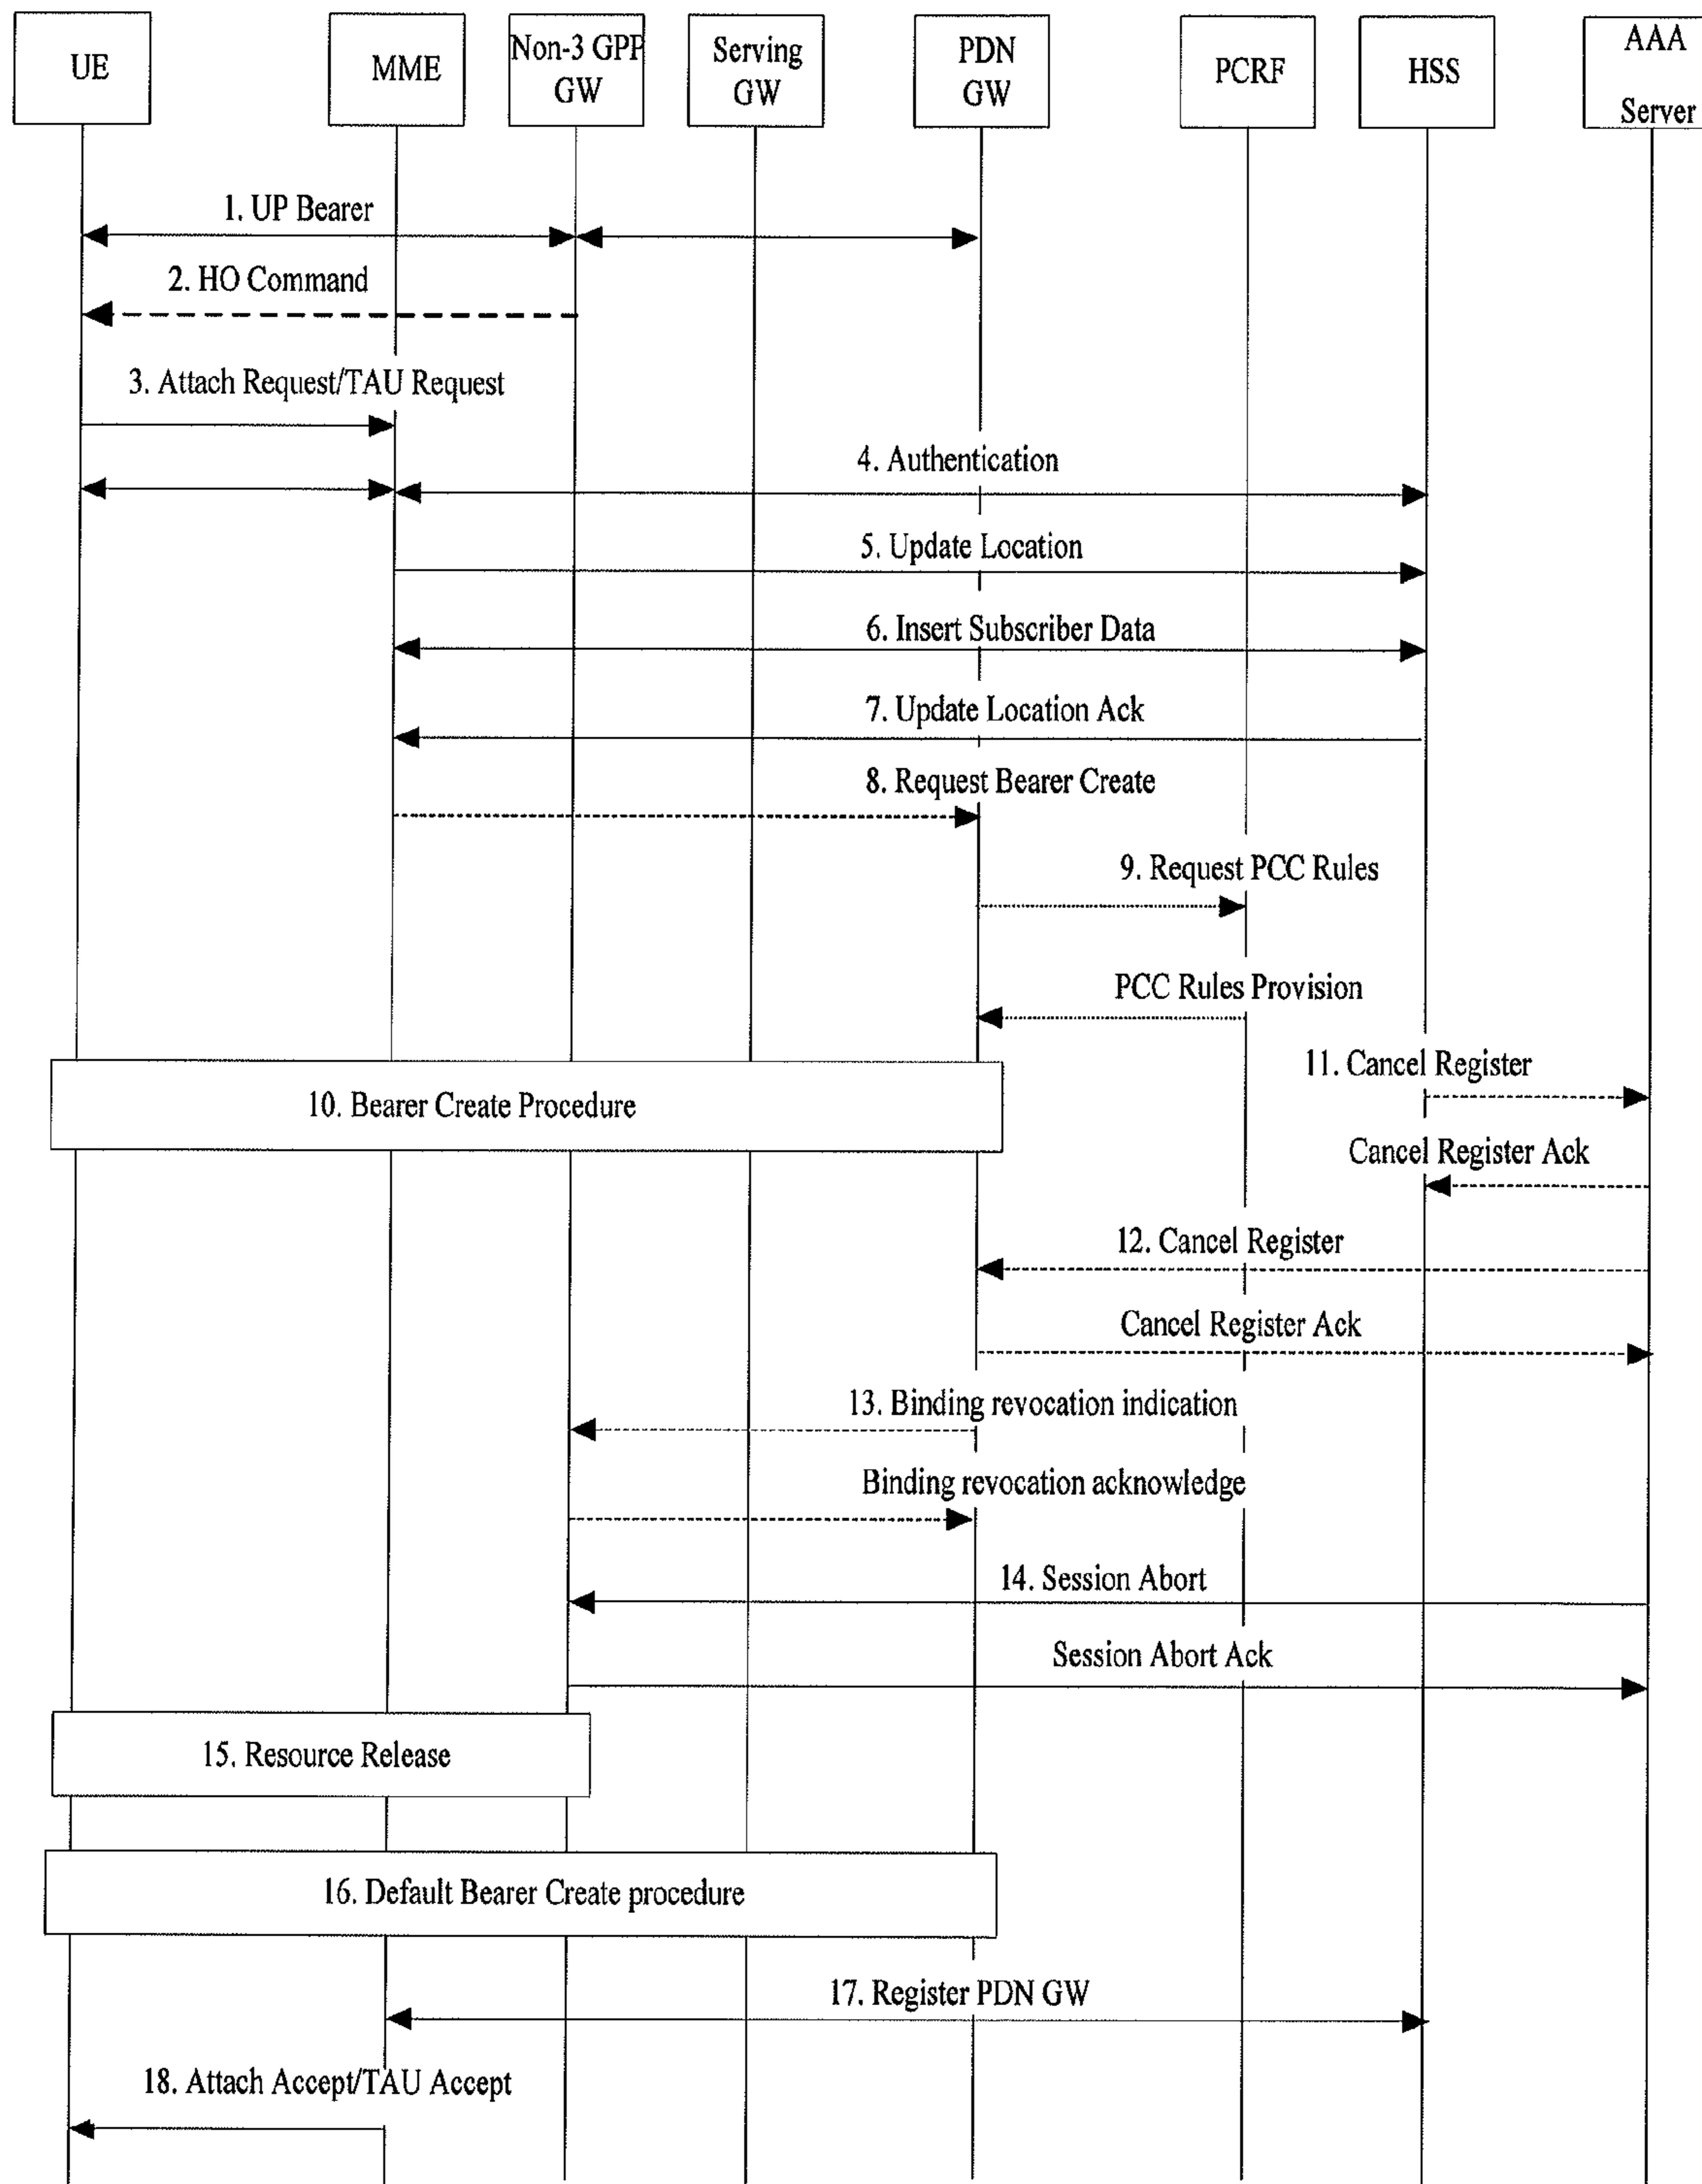 UE
MME
Non-3 GPP
GW
Serving
GW
PDN
GW
PCRF
HSS
AAA
Server
1. UP Bearer
2. HO Command
3. Attach Request/TAU Request
4. Authentication
5. Update Location
6. Insert Subscriber Data
7. Update Location Ack
8. Request Bearer Create
9. Request PCC Rules
PCC Rules Provision
10. Bearer Create Procedure
11. Cancel Register
Cancel Register Ack
12. Cancel Register
Cancel Register Ack
13. Binding revocation indication
Binding revocation acknowledge
14. Session Abort
Session Abort Ack
15. Resource Release
16. Default Bearer Create procedure
17. Register PDN GW
18. Attach Accept/TAU Accept